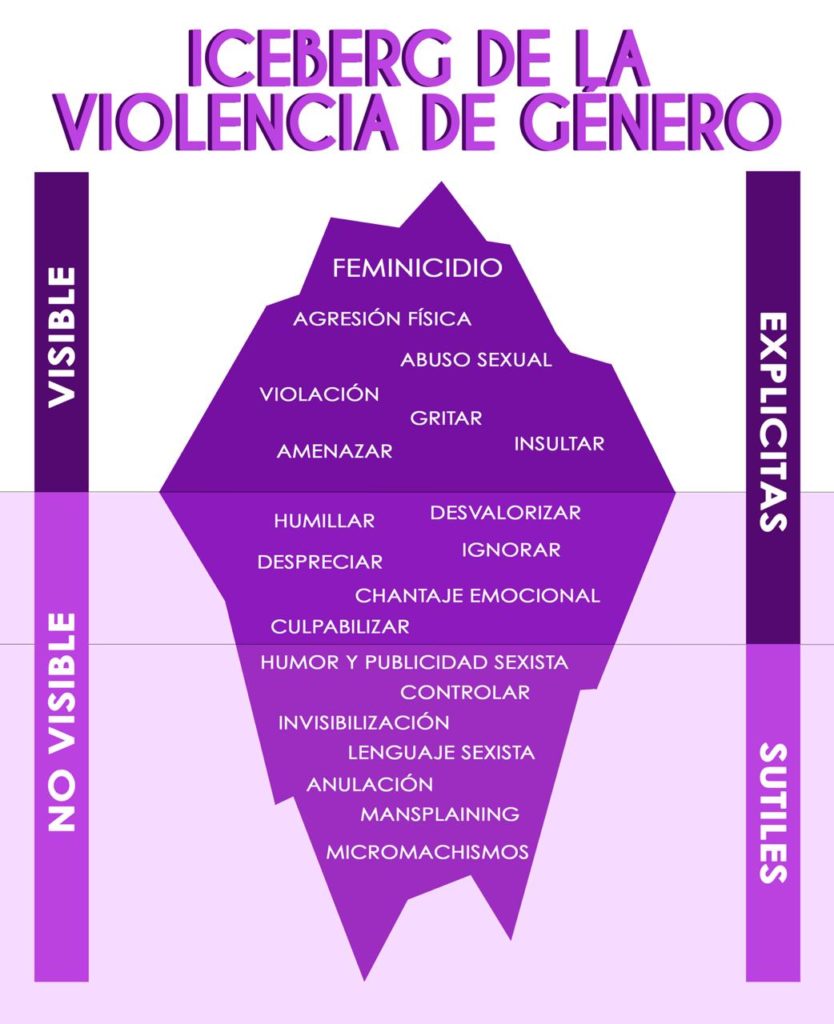 ICEBERG DE LA
VIOLENCIA DE GÉNERO
VISIBLE
EXPLICITAS
FEMINICIDIO
AGRESIÓN FÍSICA
ABUSO SEXUAL
VIOLACIÓN
GRITAR
INSULTAR
AMENAZAR
NO VISIBLE
DESVALORIZAR
HUMILLAR
IGNORAR
DESPRECIAR
CHANTAJE EMOCIONAL
CULPABILIZAR
SUTILES
HUMOR Y PUBLICIDAD SEXISTA
CONTROLAR
INVISIBILIZACIÓN
LENGUAJE SEXISTA
ANULACIÓN
MANSPLAINING
MICROMACHISMOS